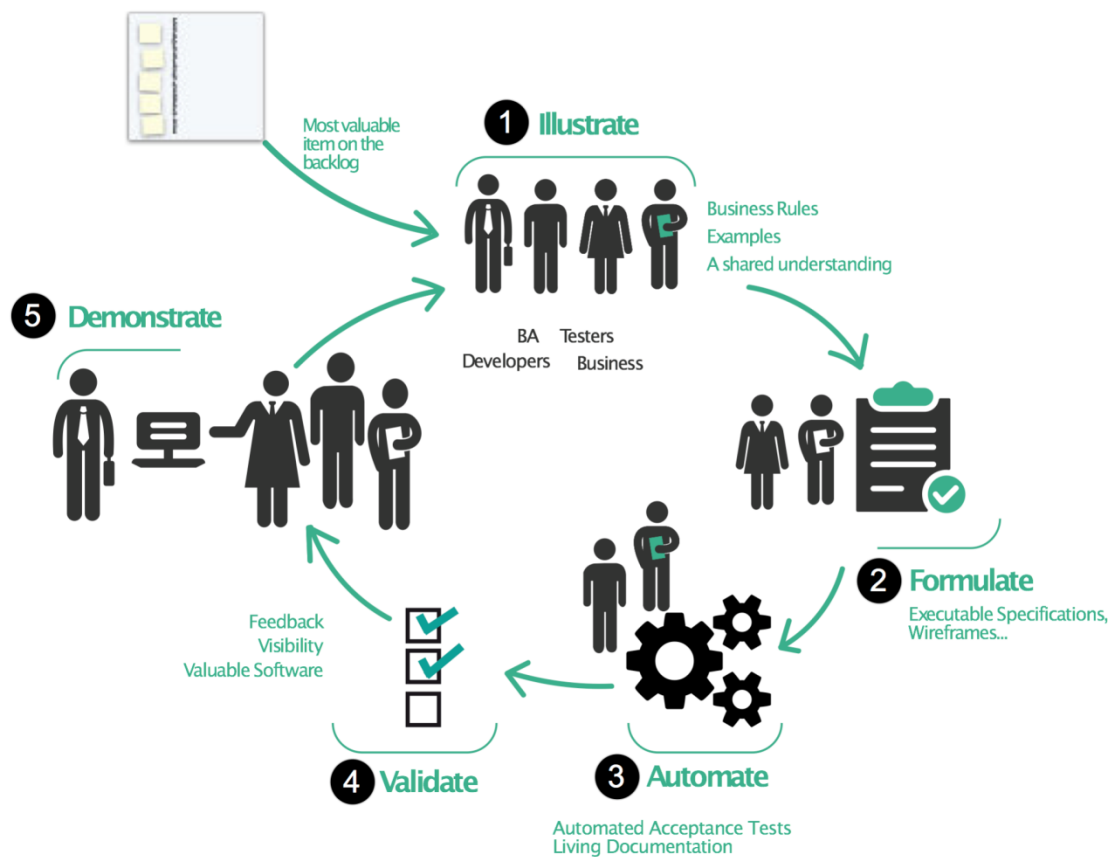 Most valuable
item on the
backlog
1 Illustrate
Business Rules
Examples
A shared understanding
BA Testers
Developers Business
2 Formulate
Executable Specifications,
Wireframes...
3 Automate
Automated Acceptance Tests
Living Documentation
4 Validate
Feedback
Visibility
Valuable Software
5 Demonstrate